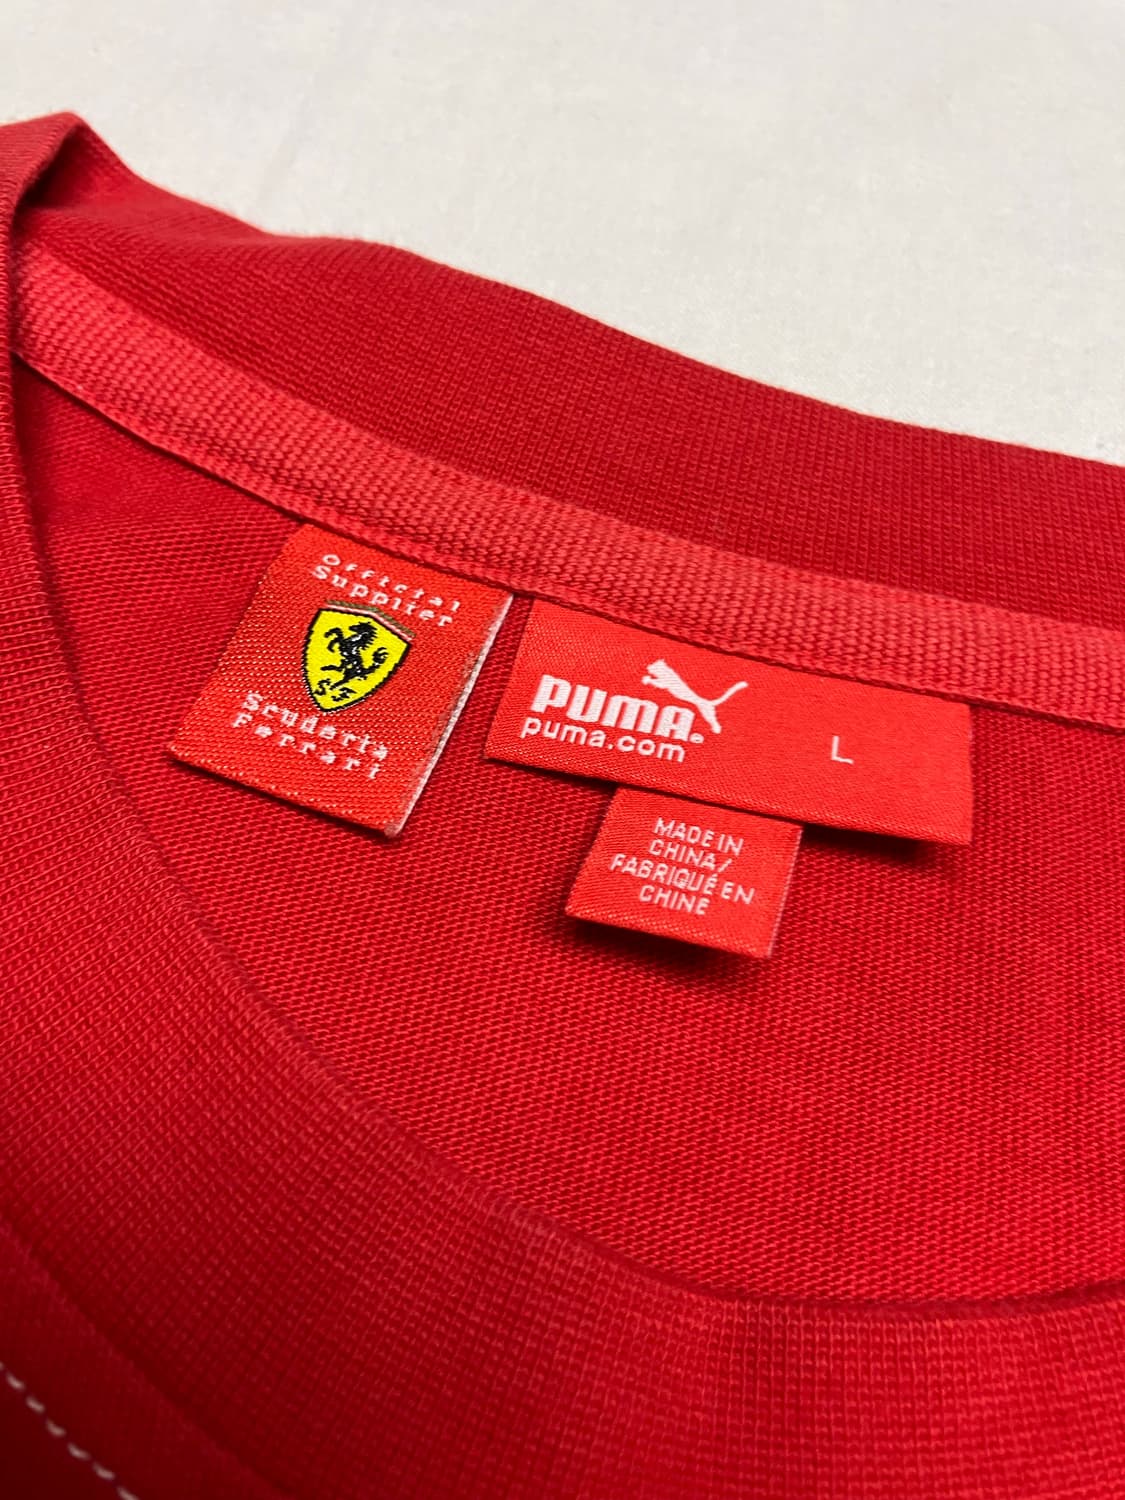 Official
Supplier
S F
Scuderia
Ferrari
PUMA®
puma.com
L
MADE IN
CHINA/
FABRIQUÉ EN
CHINE